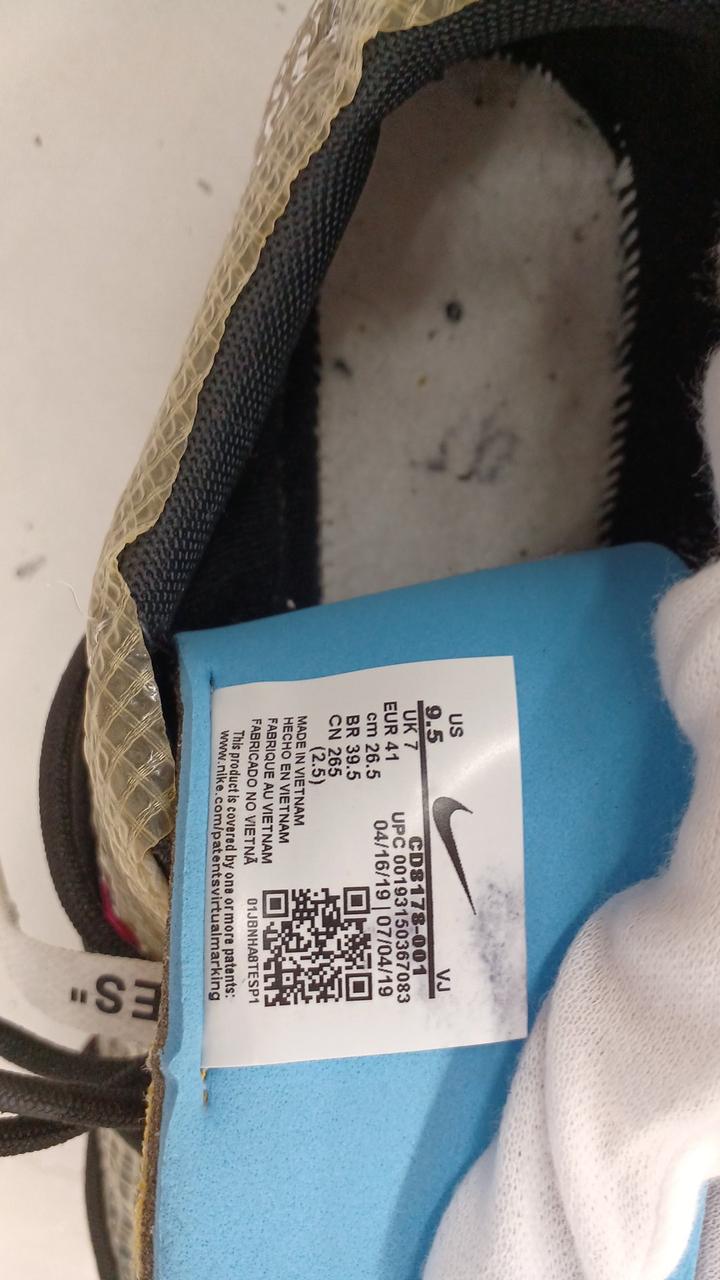 US
9.5
UK 7
EUR 41
cm 26.5
BR 39.5
CN 265
(2.5)
VJ
CD8178-001
UPC 00193150367083
04/16/19 | 07/04/19
MADE IN VIETNAM
HECHO EN VIETNAM
FABRIQUE AU VIETNAM
FABRICADO NO VIETNÃ
01JBNHA8TESP1
This product is covered by one or more patents:
www.nike.com/patentsvirtualmarking
ES"